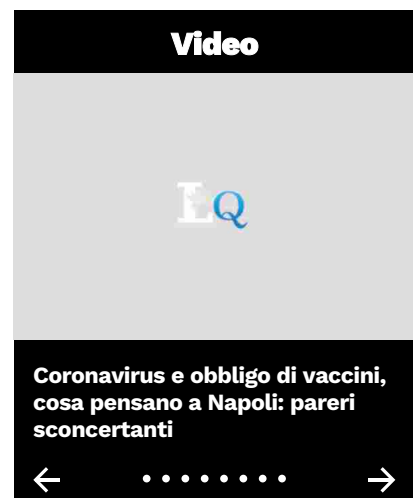 Video
LQ
Coronavirus e obbligo di vaccini,
cosa pensano a Napoli: pareri
sconcertanti